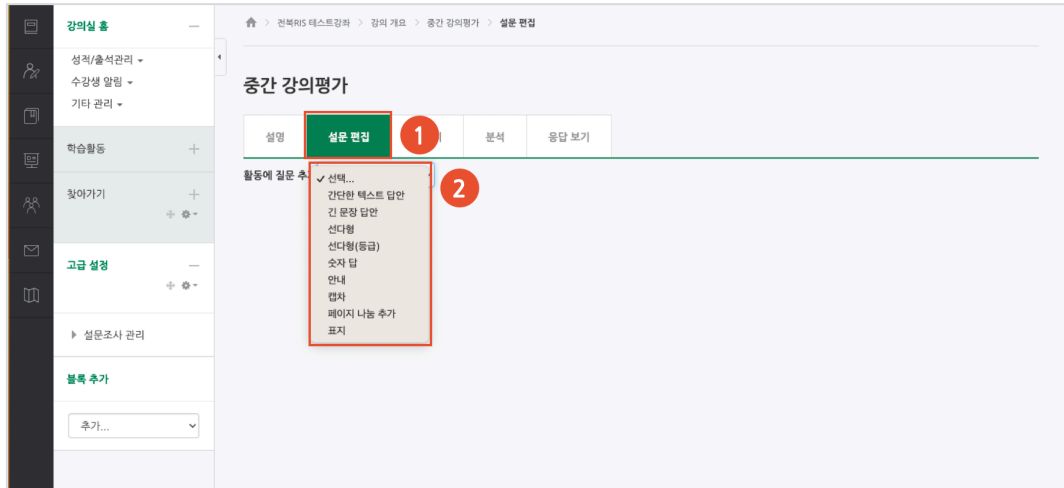 강의실 홈
전북RIS 테스트강좌 > 강의 개요 > 중간 강의평가 > 설문 편집
성적/출석관리
수강생 알림
기타 관리
학습활동
찾아가기
고급 설정
설문조사 관리
블록 추가
추가...
중간 강의평가
설명
설문 편집
1
분석
응답 보기
활동에 질문 추
2
✓ 선택...
간단한 텍스트 답안
긴 문장 답안
선다형
선다형(등급)
숫자 답
안내
캡차
페이지 나눔 추가
표지